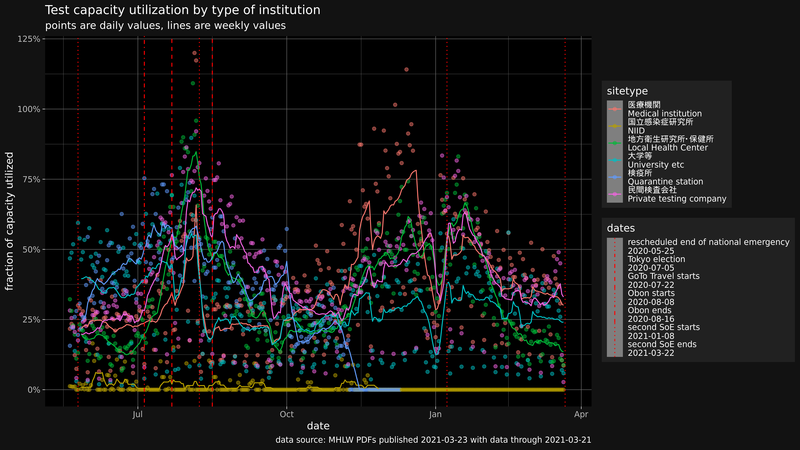 Test capacity utilization by type of institution
points are daily values, lines are weekly values
125%
100%
75%
50%
25%
0%
fraction of capacity utilized
Jul
Oct
Jan
Apr
date
data source: MHLW PDFs published 2021-03-23 with data through 2021-03-21
sitetype
医療機関
Medical institution
国立感染症研究所
NIID
地方衛生研究所･保健所
Local Health Center
大学等
University etc
検疫所
Quarantine station
民間検査会社
Private testing company
dates
rescheduled end of national emergency
2020-05-25
Tokyo election
2020-07-05
GoTo Travel starts
2020-07-22
Obon starts
2020-08-08
Obon ends
2020-08-16
second SoE starts
2021-01-08
second SoE ends
2021-03-22